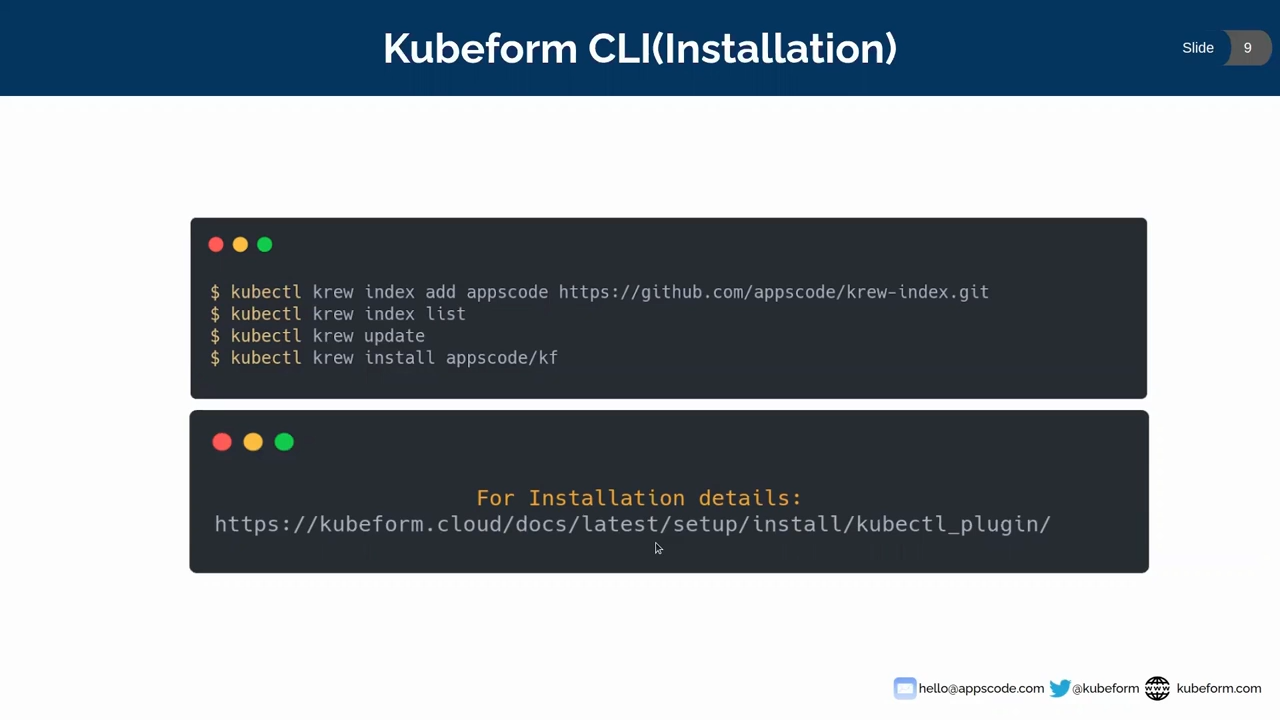 Kubeform CLI(Installation)
Slide 9
$ kubectl krew index add appscode https://github.com/appscode/krew-index.git
$ kubectl krew index list
$ kubectl krew update
$ kubectl krew install appscode/kf
For Installation details:
https://kubeform.cloud/docs/latest/setup/install/kubectl_plugin/
hello@appscode.com @kubeform WWW kubeform.com